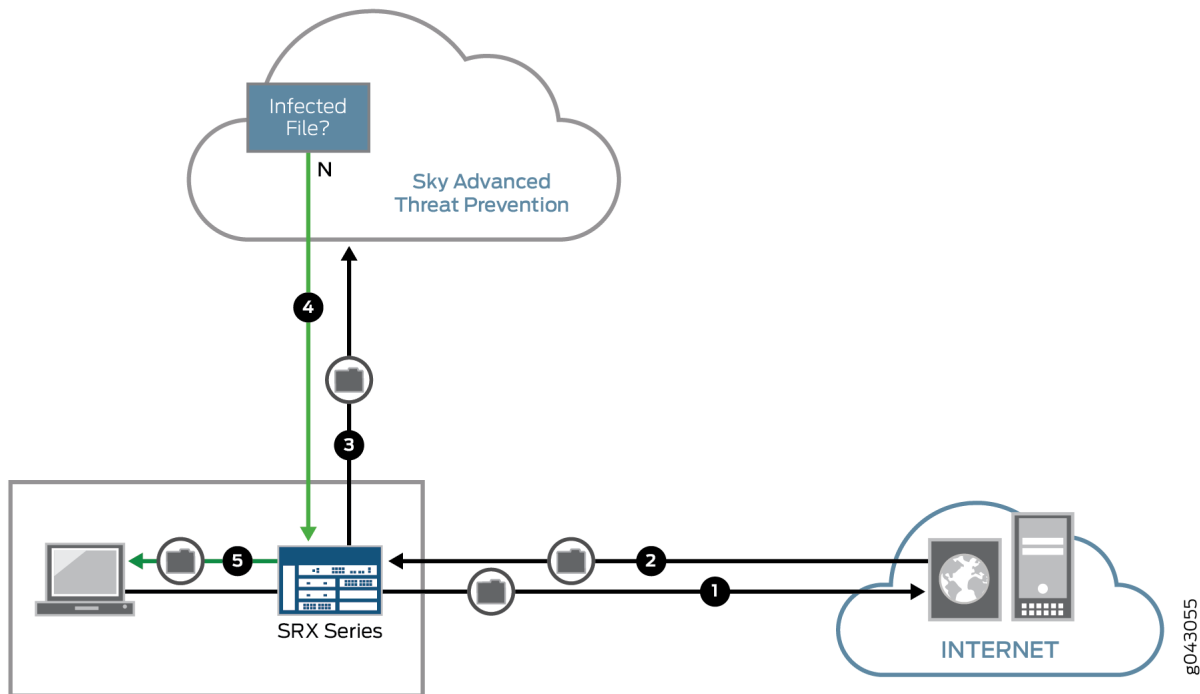 Infected
File?
N
Sky Advanced
Threat Prevention
4
3
5
2
1
SRX Series
INTERNET
g043055